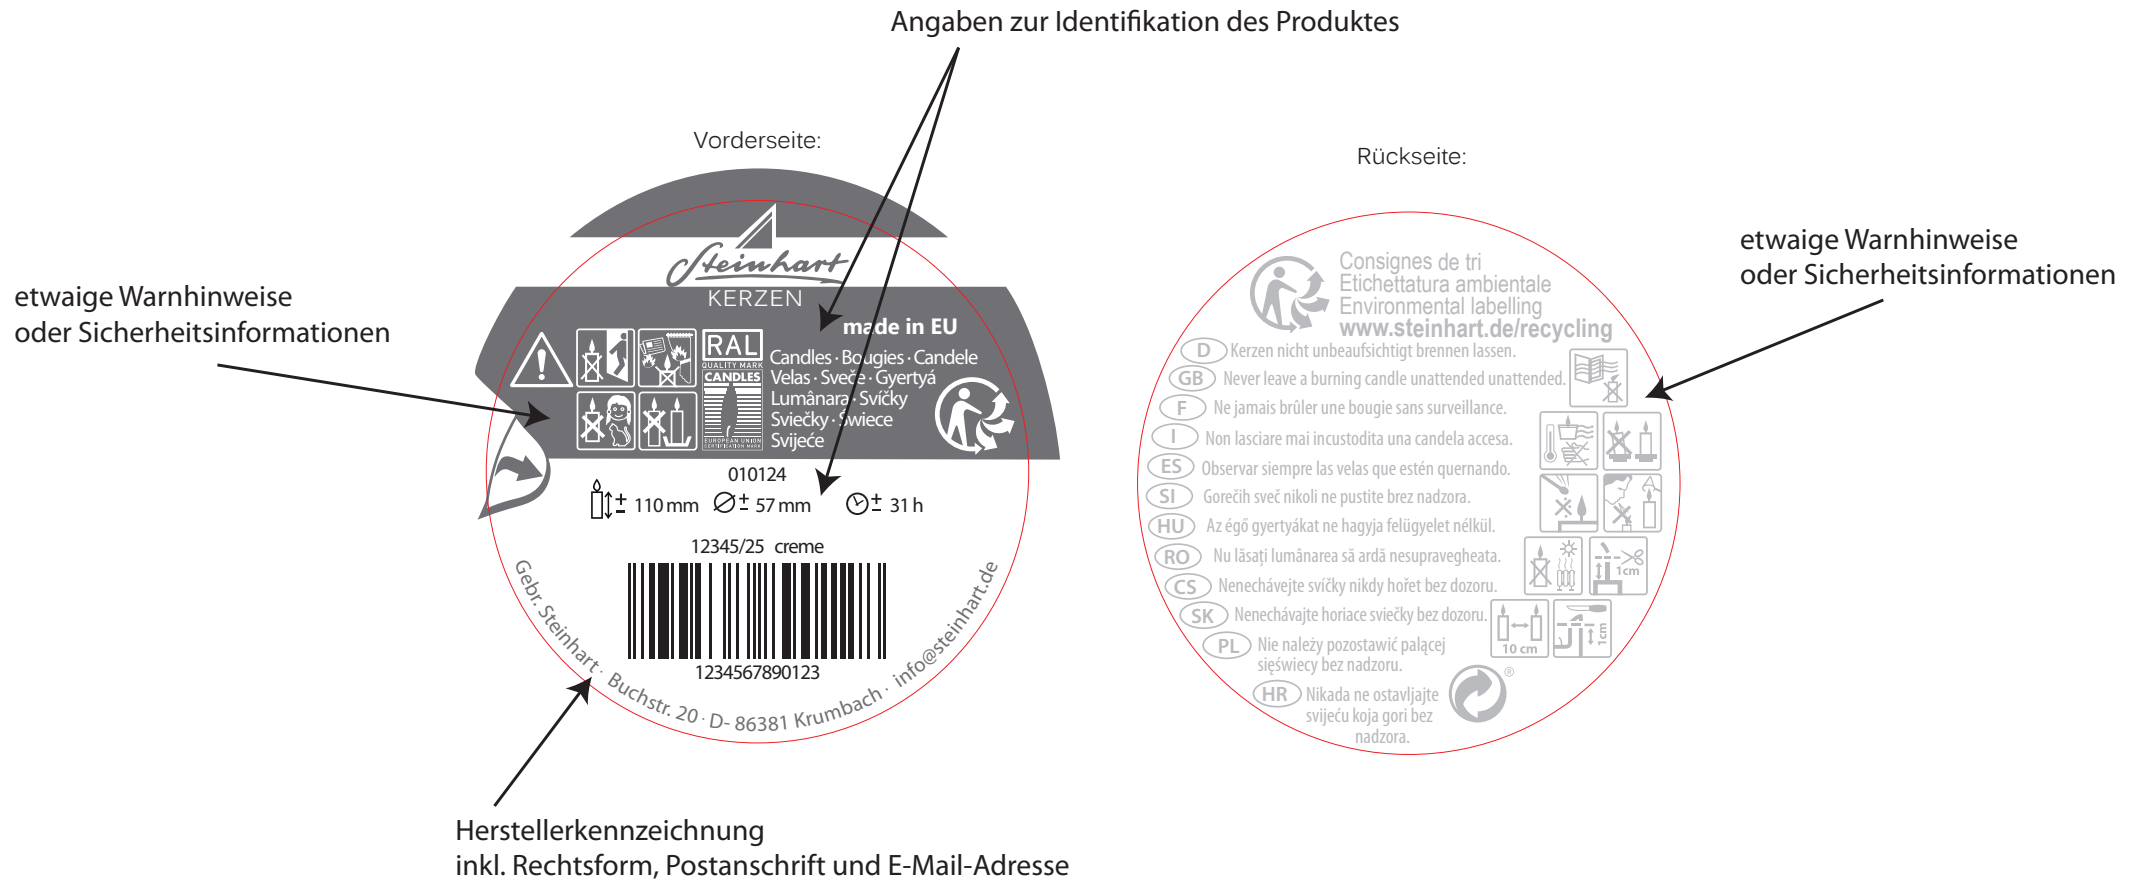 Angaben zur Identifikation des Produktes
Vorderseite:
Steinhart
KERZEN
etwaige Warnhinweise
oder Sicherheitsinformationen
RAL
QUALITY MARK
CANDLES
EUROPEAN UNION
CERTIFICATION MARK
made in EU
Candles · Bougies · Candele
Velas · Sveče · Gyertyá
Lumânara · Svíčky
Sviečky · Świece
Svijeće
010124
± 110 mm ± 57 mm ± 31 h
12345/25 creme
1234567890123
Gebr. Steinhart · Buchstr. 20 · D- 86381 Krumbach · info@steinhart.de
Herstellerkennzeichnung
inkl. Rechtsform, Postanschrift und E-Mail-Adresse
Rückseite:
Consignes de tri
Etichettatura ambientale
Environmental labelling
www.steinhart.de/recycling
D Kerzen nicht unbeaufsichtigt brennen lassen.
GB Never leave a burning candle unattended unattended.
F Ne jamais brûler une bougie sans surveillance.
I Non lasciare mai incustodita una candela accesa.
ES Observar siempre las velas que estén quernando.
SI Gorečih sveč nikoli ne pustite brez nadzora.
HU Az égő gyertyákat ne hagyja felügyelet nélkül.
RO Nu lăsați lumânarea să ardă nesupravegheata.
CS Nenechávejte svíčky nikdy hořet bez dozoru.
SK Nenechávajte horiace sviečky bez dozoru.
PL Nie należy pozostawić palącej
sięświecy bez nadzoru.
HR Nikada ne ostavljajte
svijeću koja gori bez
nadzora.
1cm
10 cm
1cm
®
etwaige Warnhinweise
oder Sicherheitsinformationen